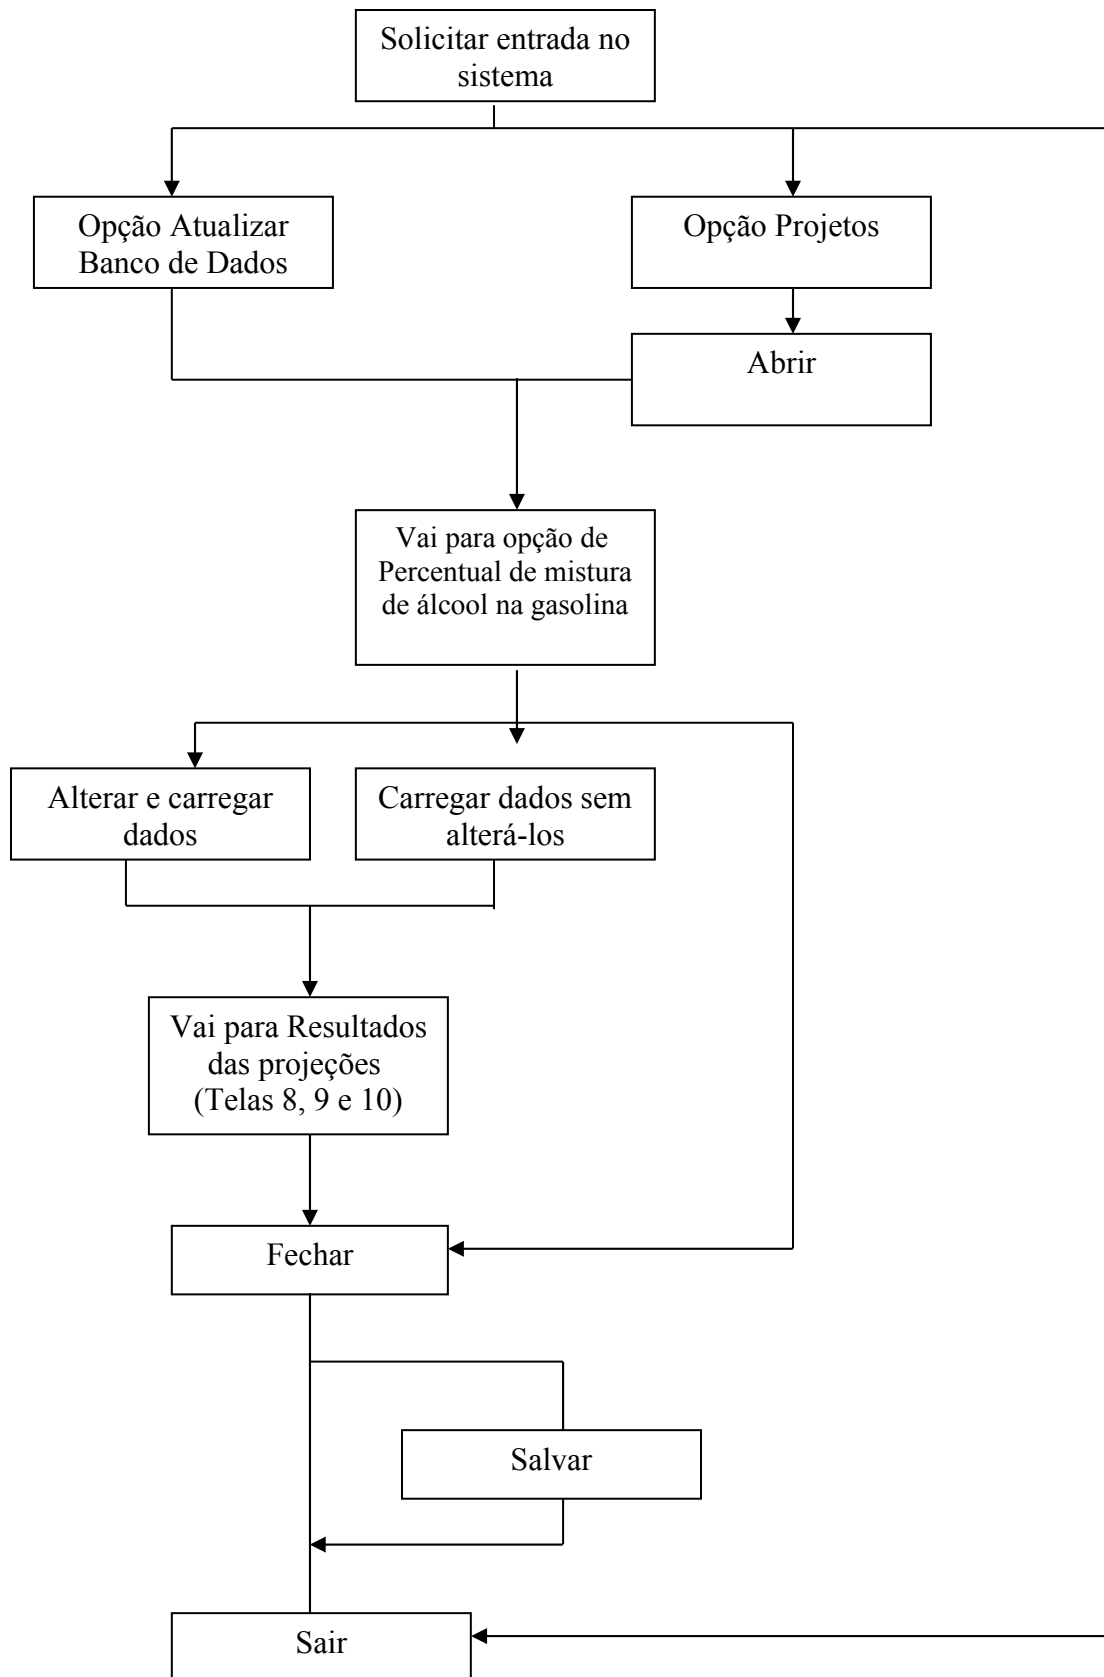 Solicitar entrada no
sistema
Opção Atualizar
Banco de Dados
Opção Projetos
Abrir
Vai para opção de
Percentual de mistura
de álcool na gasolina
Alterar e carregar
dados
Carregar dados sem
alterá-los
Vai para Resultados
das projeções
(Telas 8, 9 e 10)
Fechar
Salvar
Sair